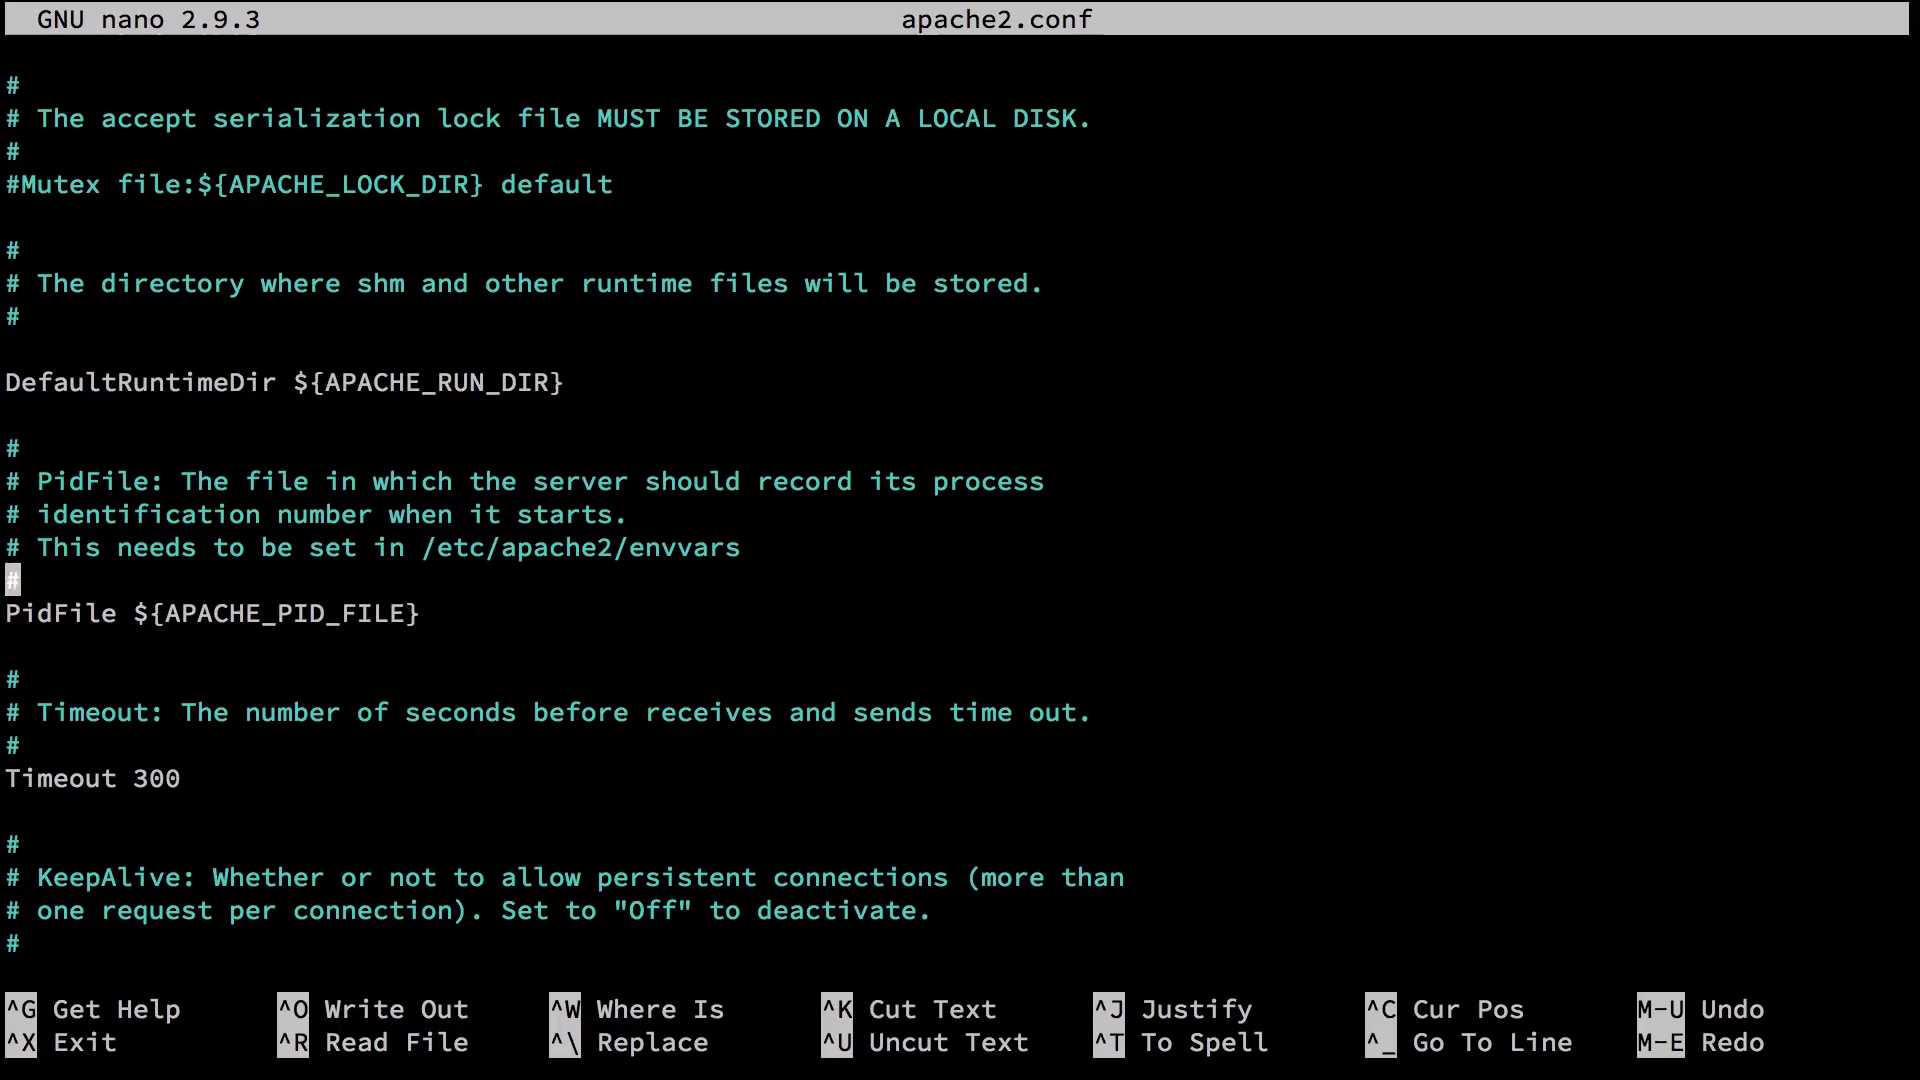 GNU nano 2.9.3 apache2.conf
#
# The accept serialization lock file MUST BE STORED ON A LOCAL DISK.
#
#Mutex file:${APACHE_LOCK_DIR} default
#
# The directory where shm and other runtime files will be stored.
#
DefaultRuntimeDir ${APACHE_RUN_DIR}
#
# PidFile: The file in which the server should record its process
# identification number when it starts.
# This needs to be set in /etc/apache2/envvars
#
PidFile ${APACHE_PID_FILE}
#
# Timeout: The number of seconds before receives and sends time out.
#
Timeout 300
#
# KeepAlive: Whether or not to allow persistent connections (more than
# one request per connection). Set to "Off" to deactivate.
#
^G Get Help ^O Write Out ^W Where Is ^K Cut Text ^J Justify ^C Cur Pos M-U Undo
^X Exit ^R Read File ^\ Replace ^U Uncut Text ^T To Spell ^_ Go To Line M-E Redo